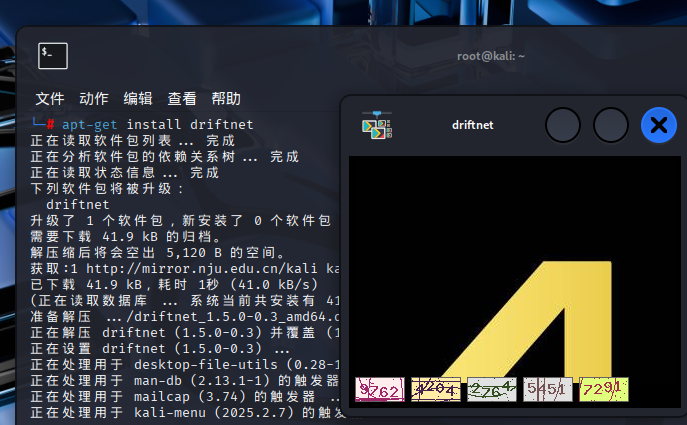 $_
root@kali: ~
文件 动作 编辑 查看 帮助
└─# apt-get install driftnet
正在读取软件包列表... 完成
正在分析软件包的依赖关系树... 完成
正在读取状态信息... 完成
下列软件包将被升级：
driftnet
升级了 1 个软件包，新安装了 0 个软件包
需要下载 41.9 kB 的归档。
解压缩后将会空出 5,120 B 的空间。
获取:1 http://mirror.nju.edu.cn/kali
已下载 41.9 kB，耗时 1秒 (41.0 kB/s)
(正在读取数据库 ... 系统当前共安装有 41
准备解压 .../driftnet_1.5.0-0.3_amd64.
正在解压 driftnet (1.5.0-0.3) 并覆盖 (1
正在设置 driftnet (1.5.0-0.3) ...
正在处理用于 desktop-file-utils (0.28-1
正在处理用于 man-db (2.13.1-1) 的触发器
正在处理用于 mailcap (3.74) 的触发器 ..
正在处理用于 kali-menu (2025.2.7) 的触发
driftnet
9762 4204 2764 5451 7291